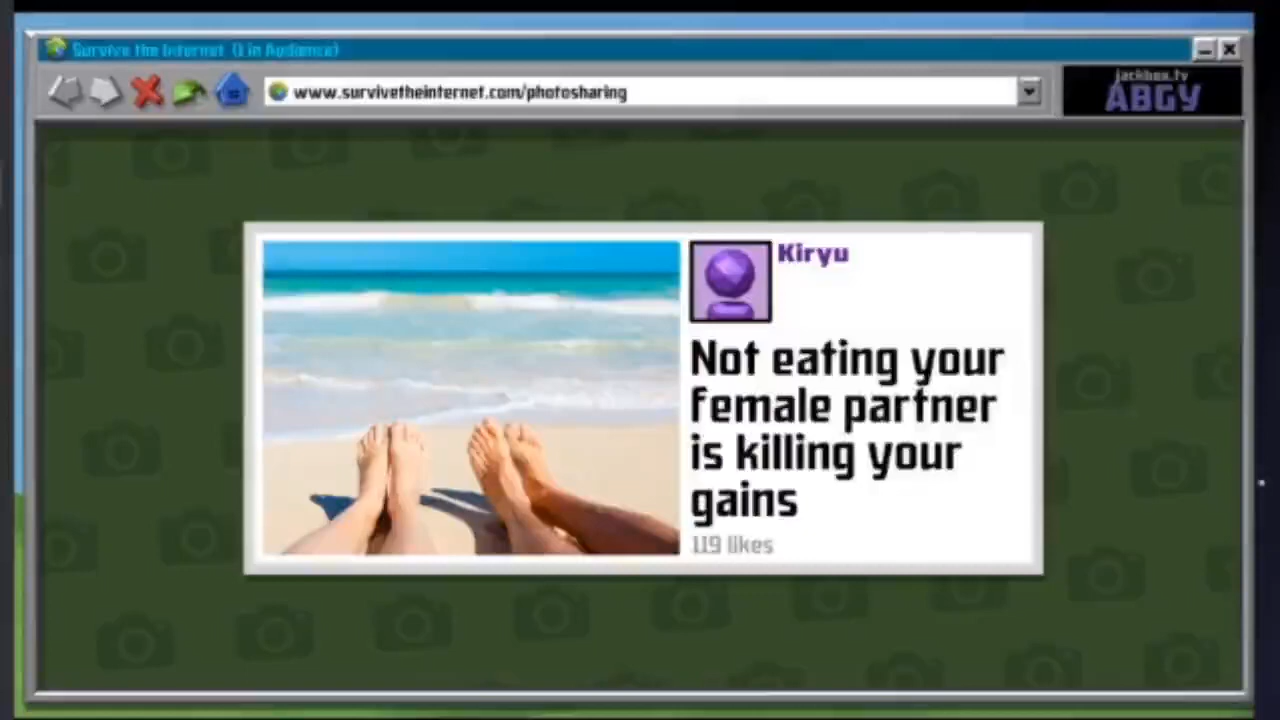 Survive the Internet (1 in Audience)
www.survivetheinternet.com/photosharing
jackbox.tv
ABGY
Kiryu
Not eating your
female partner
is killing your
gains
119 likes